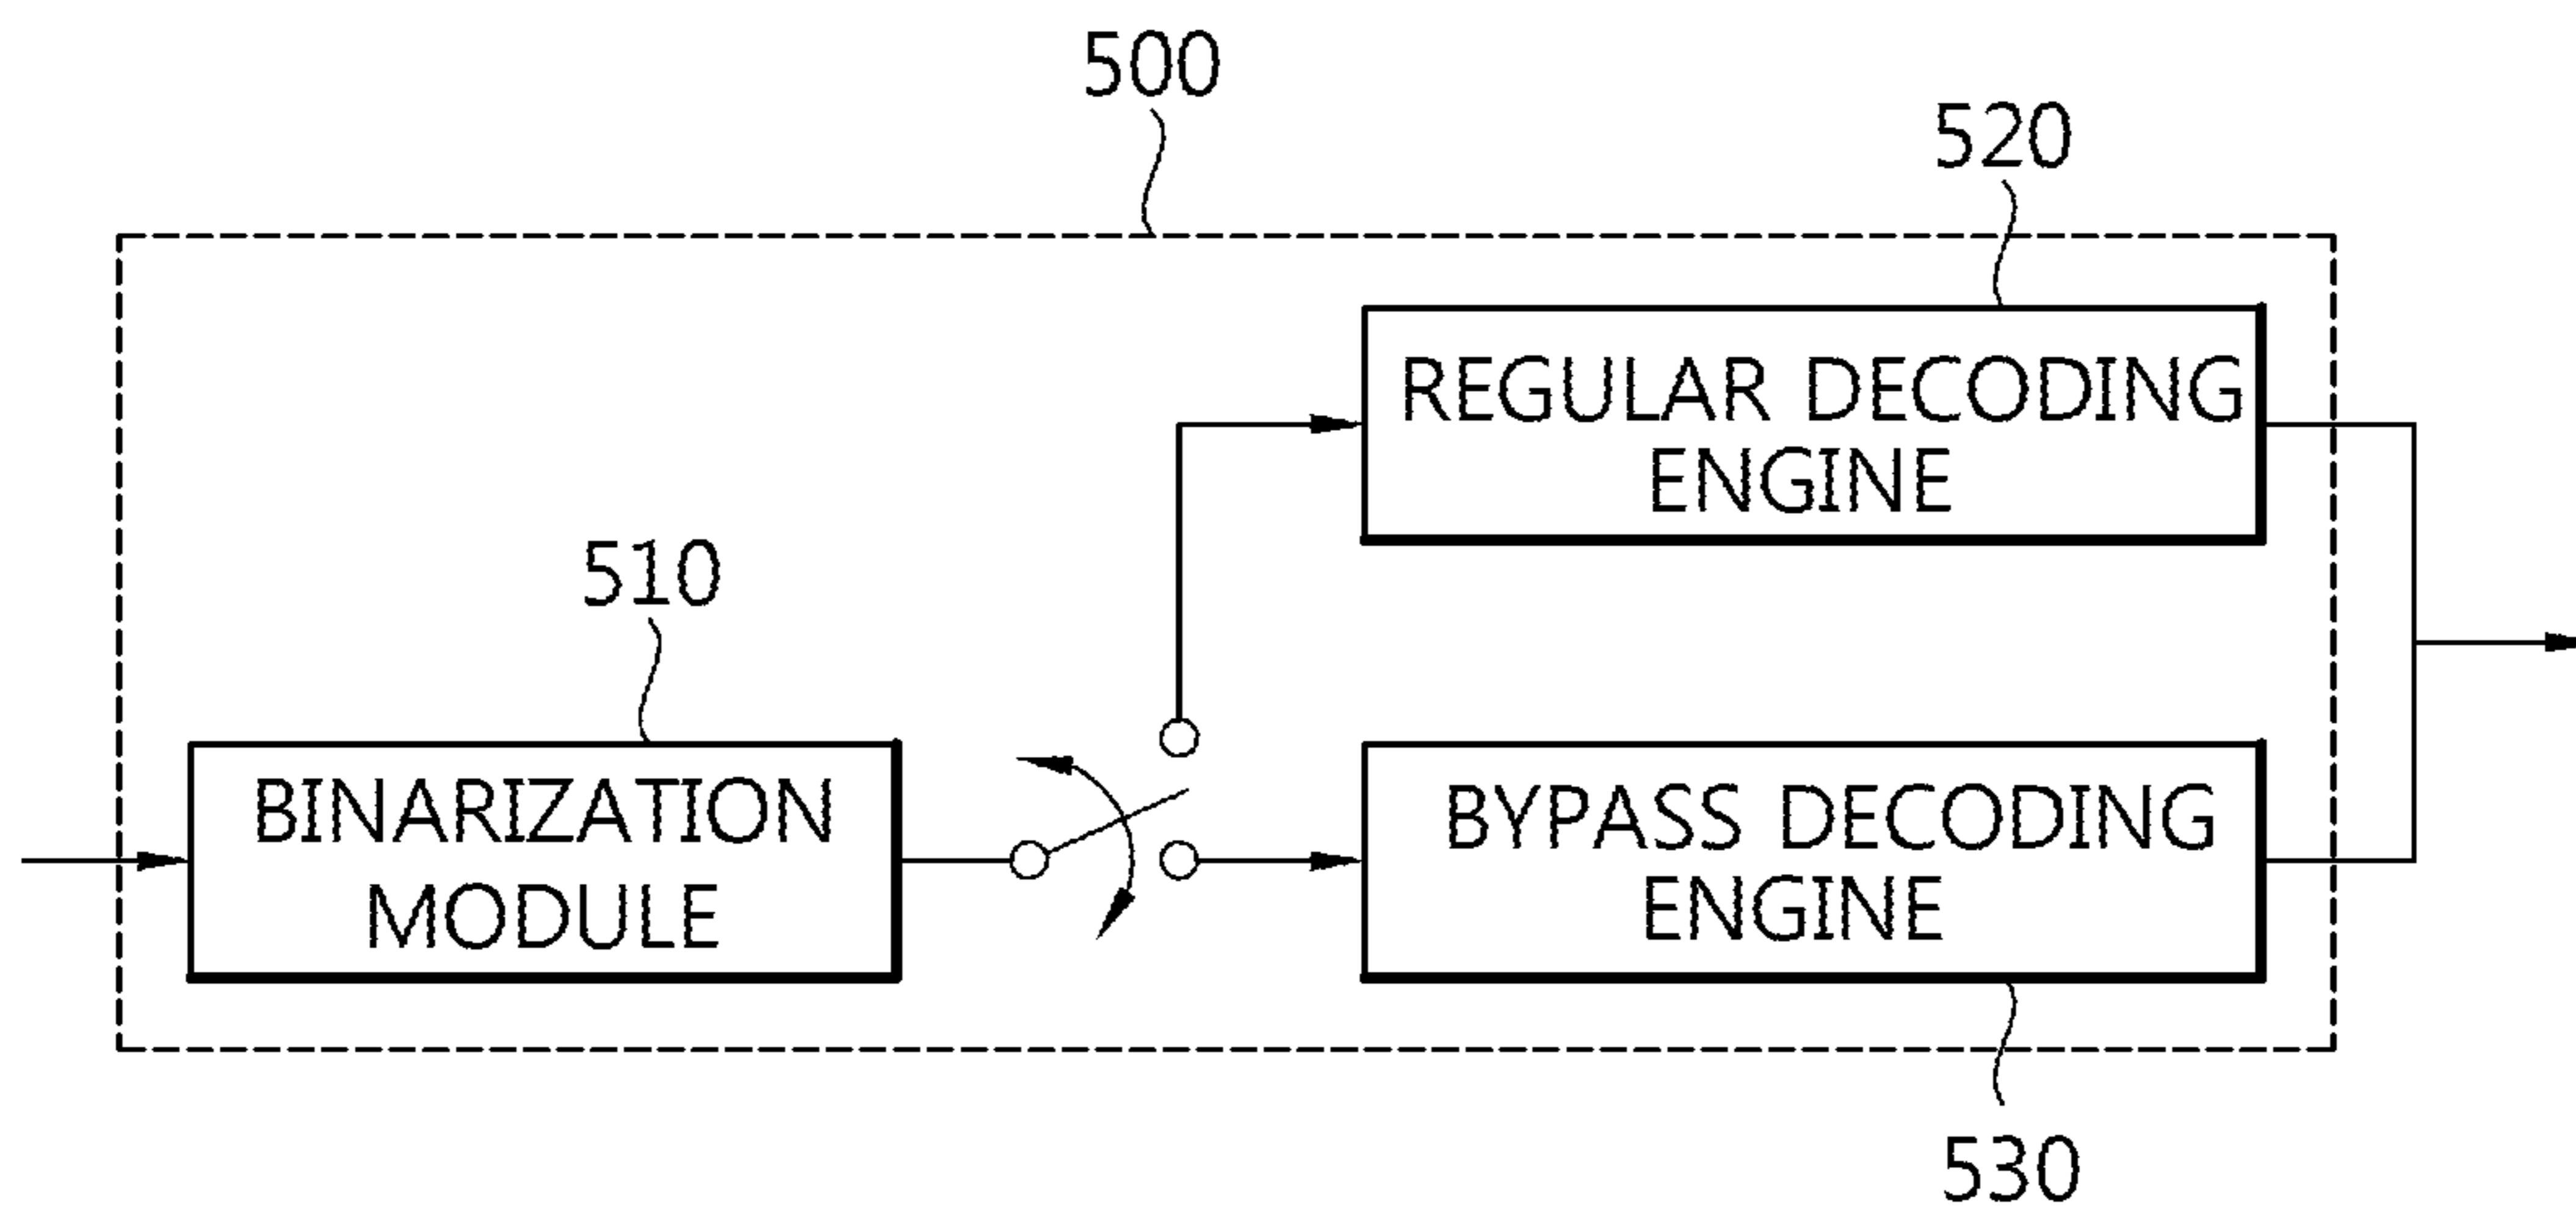 500
520
REGULAR DECODING
ENGINE
510
BINARIZATION
MODULE
BYPASS DECODING
ENGINE
530